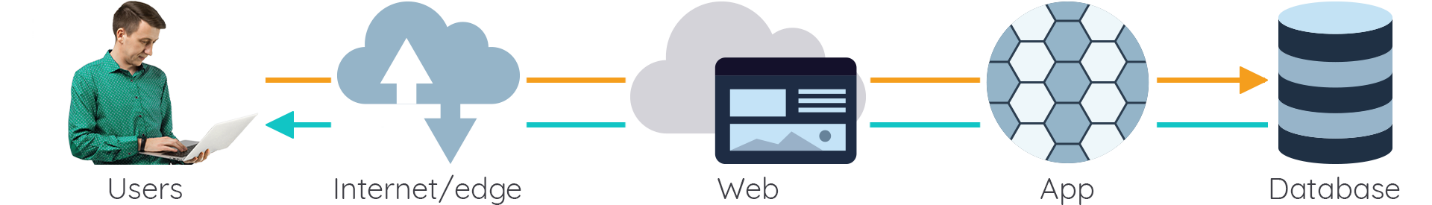 Users
Internet/edge
Web
App
Database